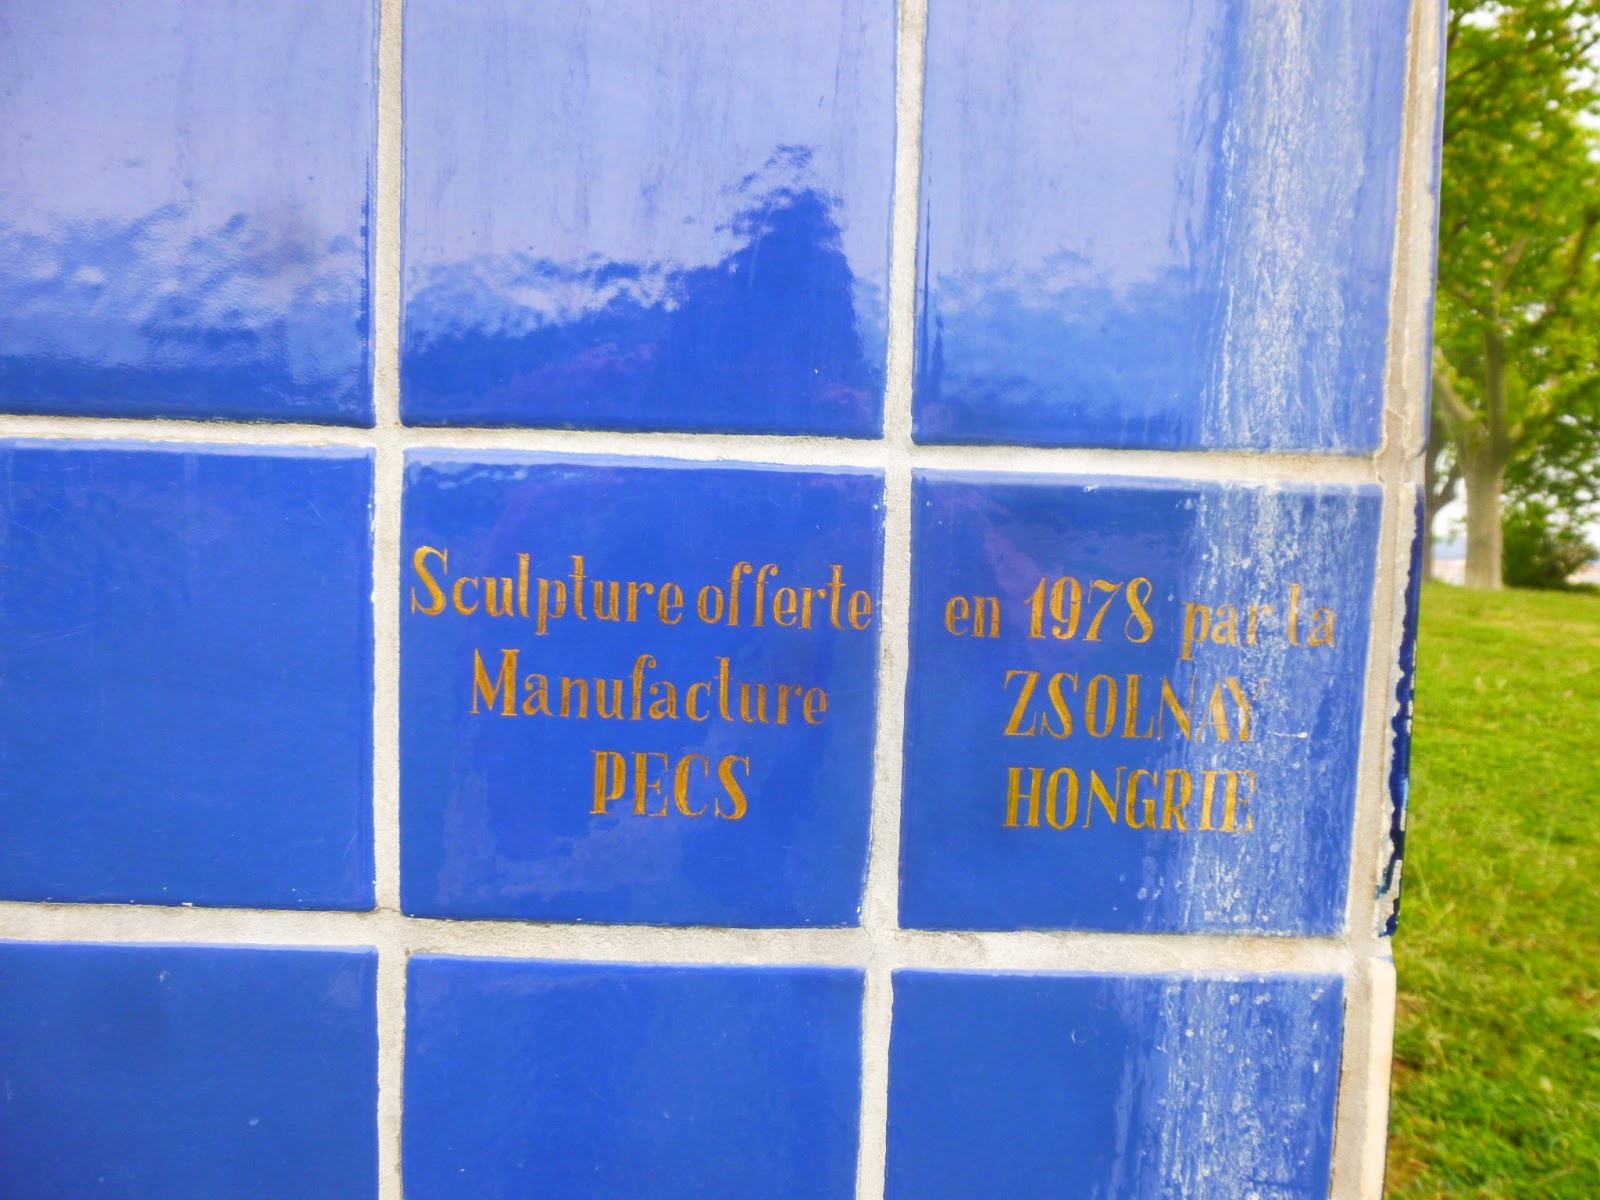 Sculpture offerte en 1978 par la
Manufacture ZSOLNAY
PECS HONGRIE